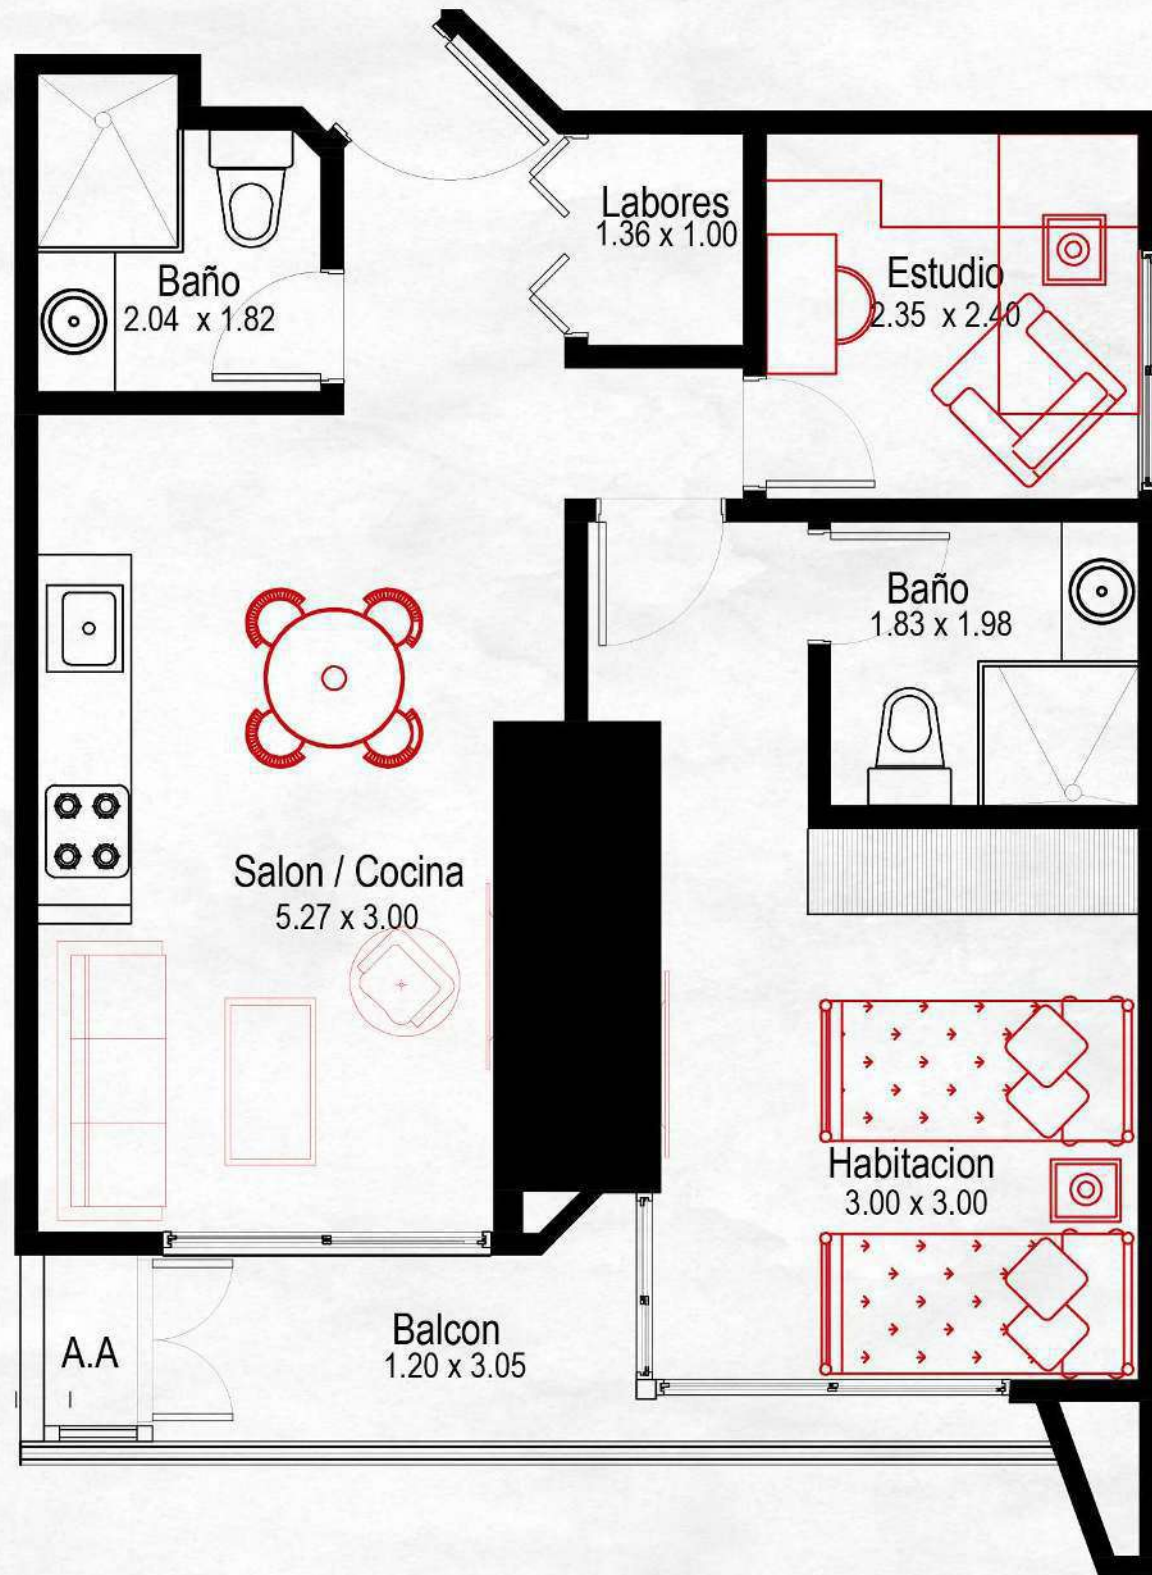 Labores
1.36 x 1.00
Baño
2.04 x 1.82
Estudio
2.35 x 2.40
Baño
1.83 x 1.98
Salon / Cocina
5.27 x 3.00
Habitacion
3.00 x 3.00
Balcon
1.20 x 3.05
A.A